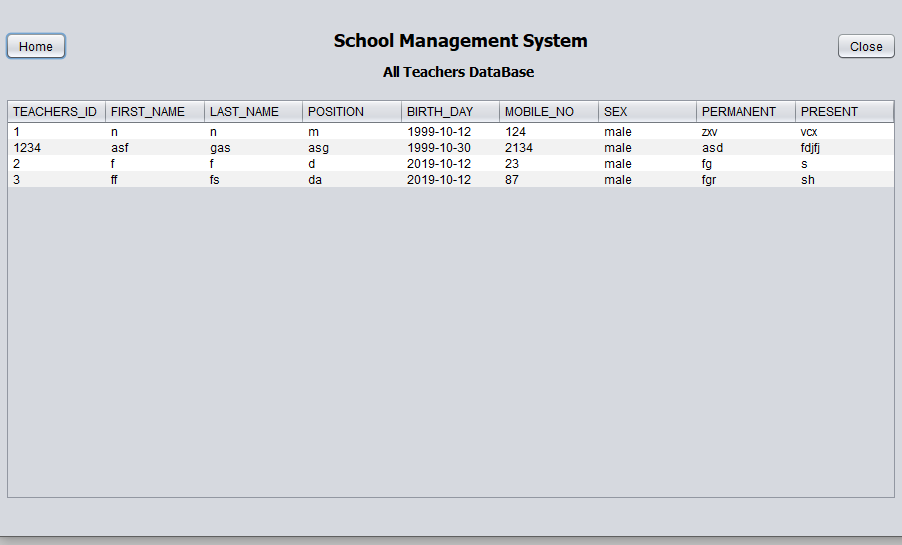 School Management System
Home
Close
All Teachers DataBase
TEACHERS_ID FIRST_NAME LAST_NAME POSITION BIRTH_DAY MOBILE_NO SEX PERMANENT PRESENT
1 n n m 1999-10-12 124 male zxv vcx
1234 asf gas asg 1999-10-30 2134 male asd fdjfj
2 f f d 2019-10-12 23 male fg s
3 ff fs da 2019-10-12 87 male fgr sh